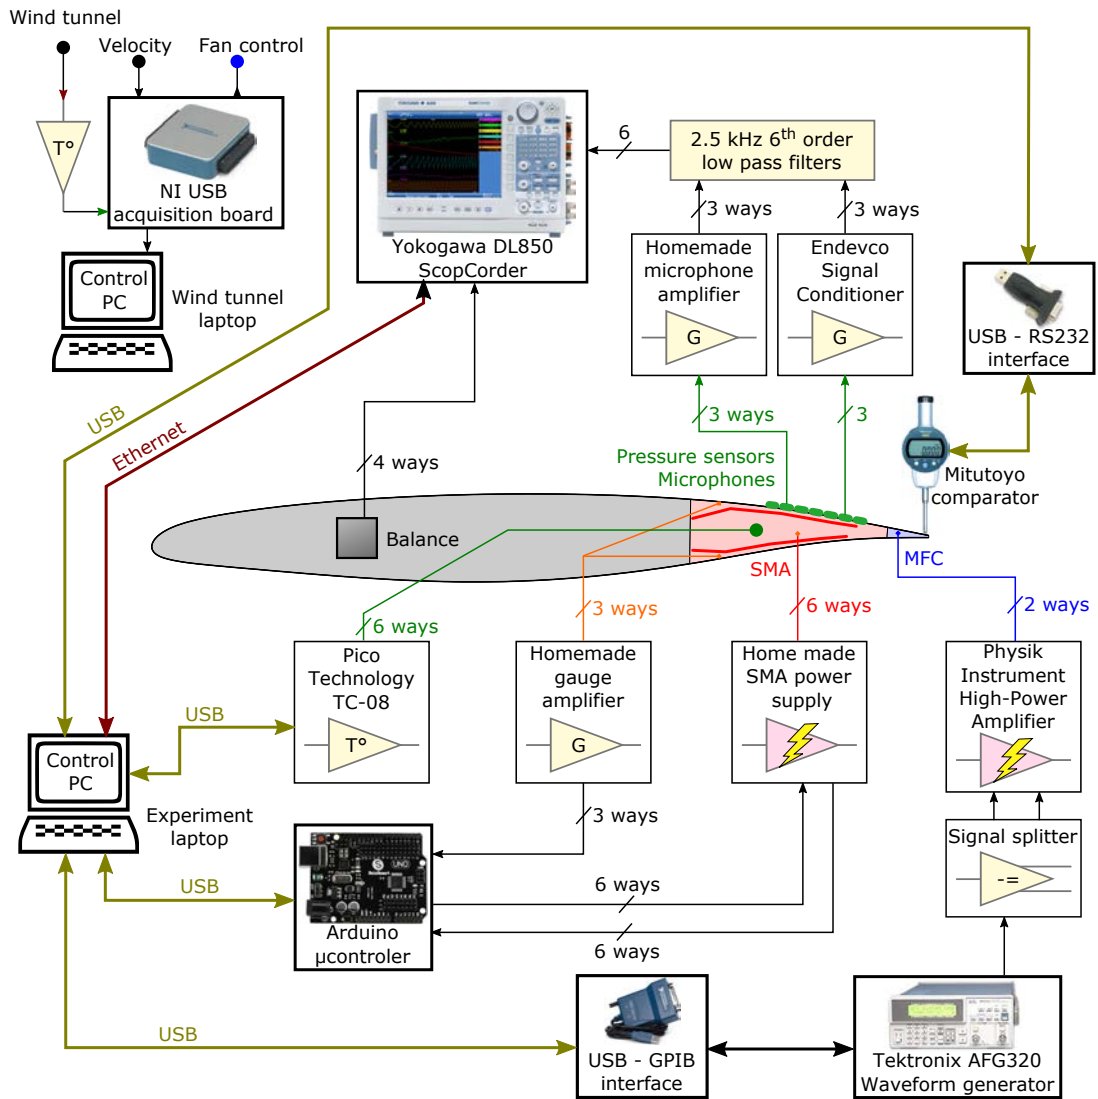 Wind tunnel
Velocity
Fan control
T°
NI USB
acquisition board
Control
PC
Wind tunnel
laptop
Yokogawa DL850
ScopCorder
6
2.5 kHz 6th order
low pass filters
3 ways
3 ways
Homemade
microphone
amplifier
G
Endevco
Signal
Conditioner
G
USB - RS232
interface
USB
Ethernet
3 ways
3
4 ways
Pressure sensors
Microphones
Mitutoyo
comparator
Balance
SMA
MFC
6 ways
3 ways
6 ways
2 ways
Pico
Technology
TC-08
T°
Homemade
gauge
amplifier
G
Home made
SMA power
supply
Physik
Instrument
High-Power
Amplifier
USB
Control
PC
Experiment
laptop
3 ways
Signal splitter
-=
USB
UNO
Arduino
µcontroler
6 ways
6 ways
USB
USB - GPIB
interface
Tektronix AFG320
Waveform generator